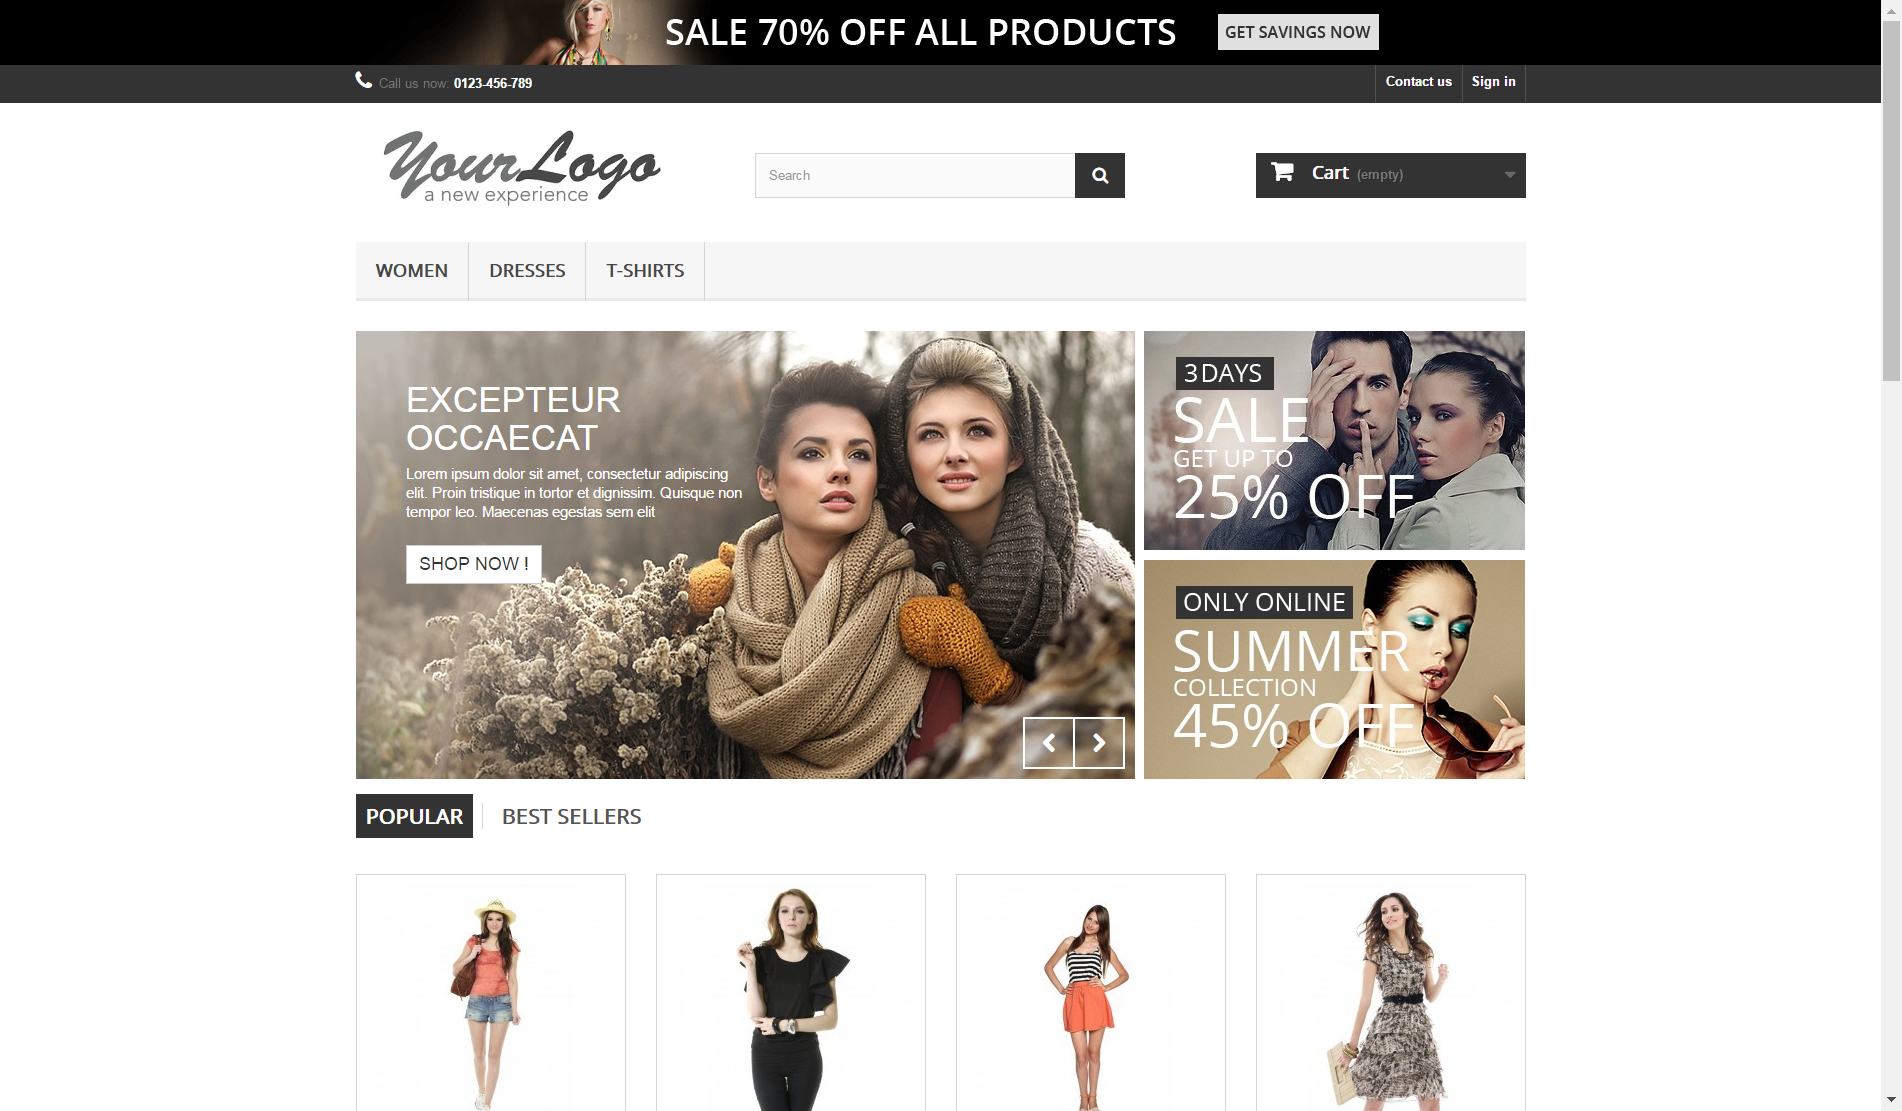 SALE 70% OFF ALL PRODUCTS
GET SAVINGS NOW
Call us now: 0123-456-789
Contact us
Sign in
YourLogo
a new experience
Search
Cart (empty)
WOMEN
DRESSES
T-SHIRTS
EXCEPTEUR
OCCAECAT
Lorem ipsum dolor sit amet, consectetur adipiscing
elit. Proin tristique in tortor et dignissim. Quisque non
tempor leo. Maecenas egestas sem elit
SHOP NOW !
3 DAYS
SALE
GET UP TO
25% OFF
ONLY ONLINE
SUMMER
COLLECTION
45% OFF
POPULAR
BEST SELLERS